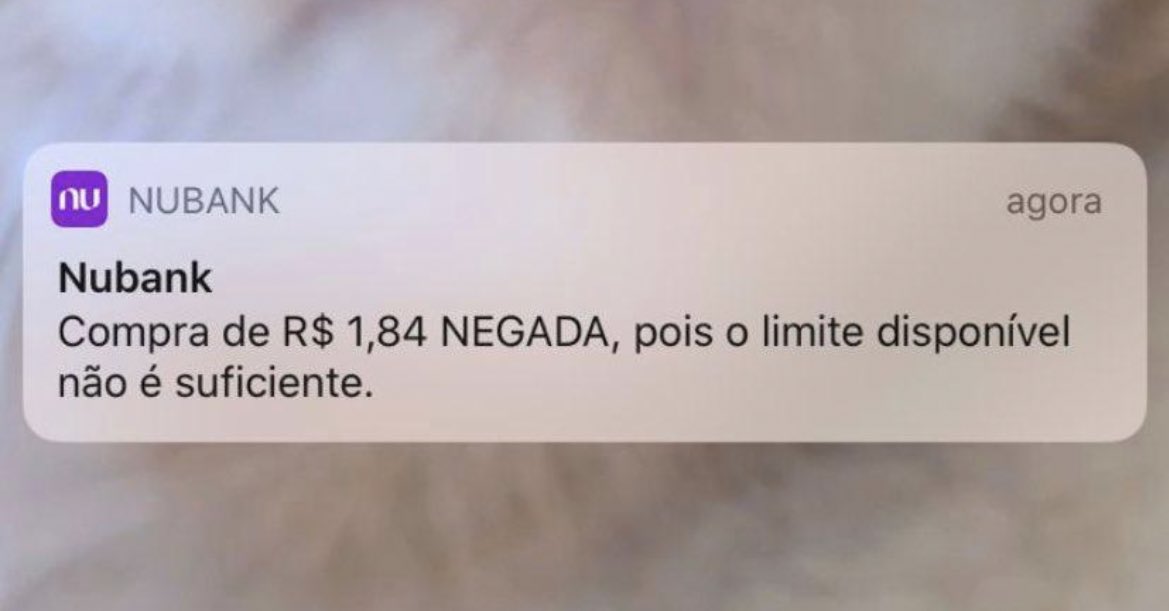 nu NUBANK agora
Nubank
Compra de R$ 1,84 NEGADA, pois o limite disponível
não é suficiente.